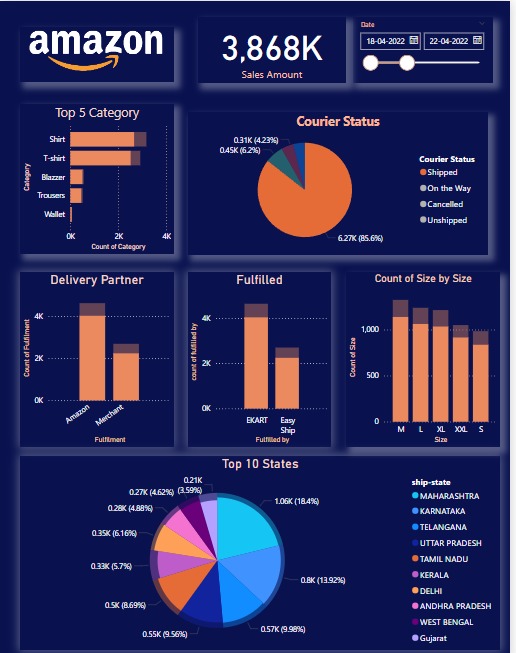 amazon
3,868K
Sales Amount
Date
18-04-2022
22-04-2022
Top 5 Category
Category
Shirt
T-shirt
Blazzer
Trousers
Wallet
0K 2K 4K
Count of Category
Courier Status
0.31K (4.23%)
0.45K (6.2%)
6.27K (85.6%)
Courier Status
Shipped
On the Way
Cancelled
Unshipped
Delivery Partner
Count of Fulfilment
4K
2K
0K
Amazon
Merchant
Fulfilment
Fulfilled
count of fulfilled by
4K
2K
0K
EKART
Easy
Ship
Fulfilled by
Count of Size by Size
Count of Size
1,000
500
0
M L XL XXL S
Size
Top 10 States
1.06K (18.4%)
0.8K (13.92%)
0.57K (9.98%)
0.55K (9.56%)
0.5K (8.69%)
0.33K (5.7%)
0.35K (6.16%)
0.28K (4.88%)
0.27K (4.62%)
0.21K
(3.59%)
ship-state
MAHARASHTRA
KARNATAKA
TELANGANA
UTTAR PRADESH
TAMIL NADU
KERALA
DELHI
ANDHRA PRADESH
WEST BENGAL
Gujarat